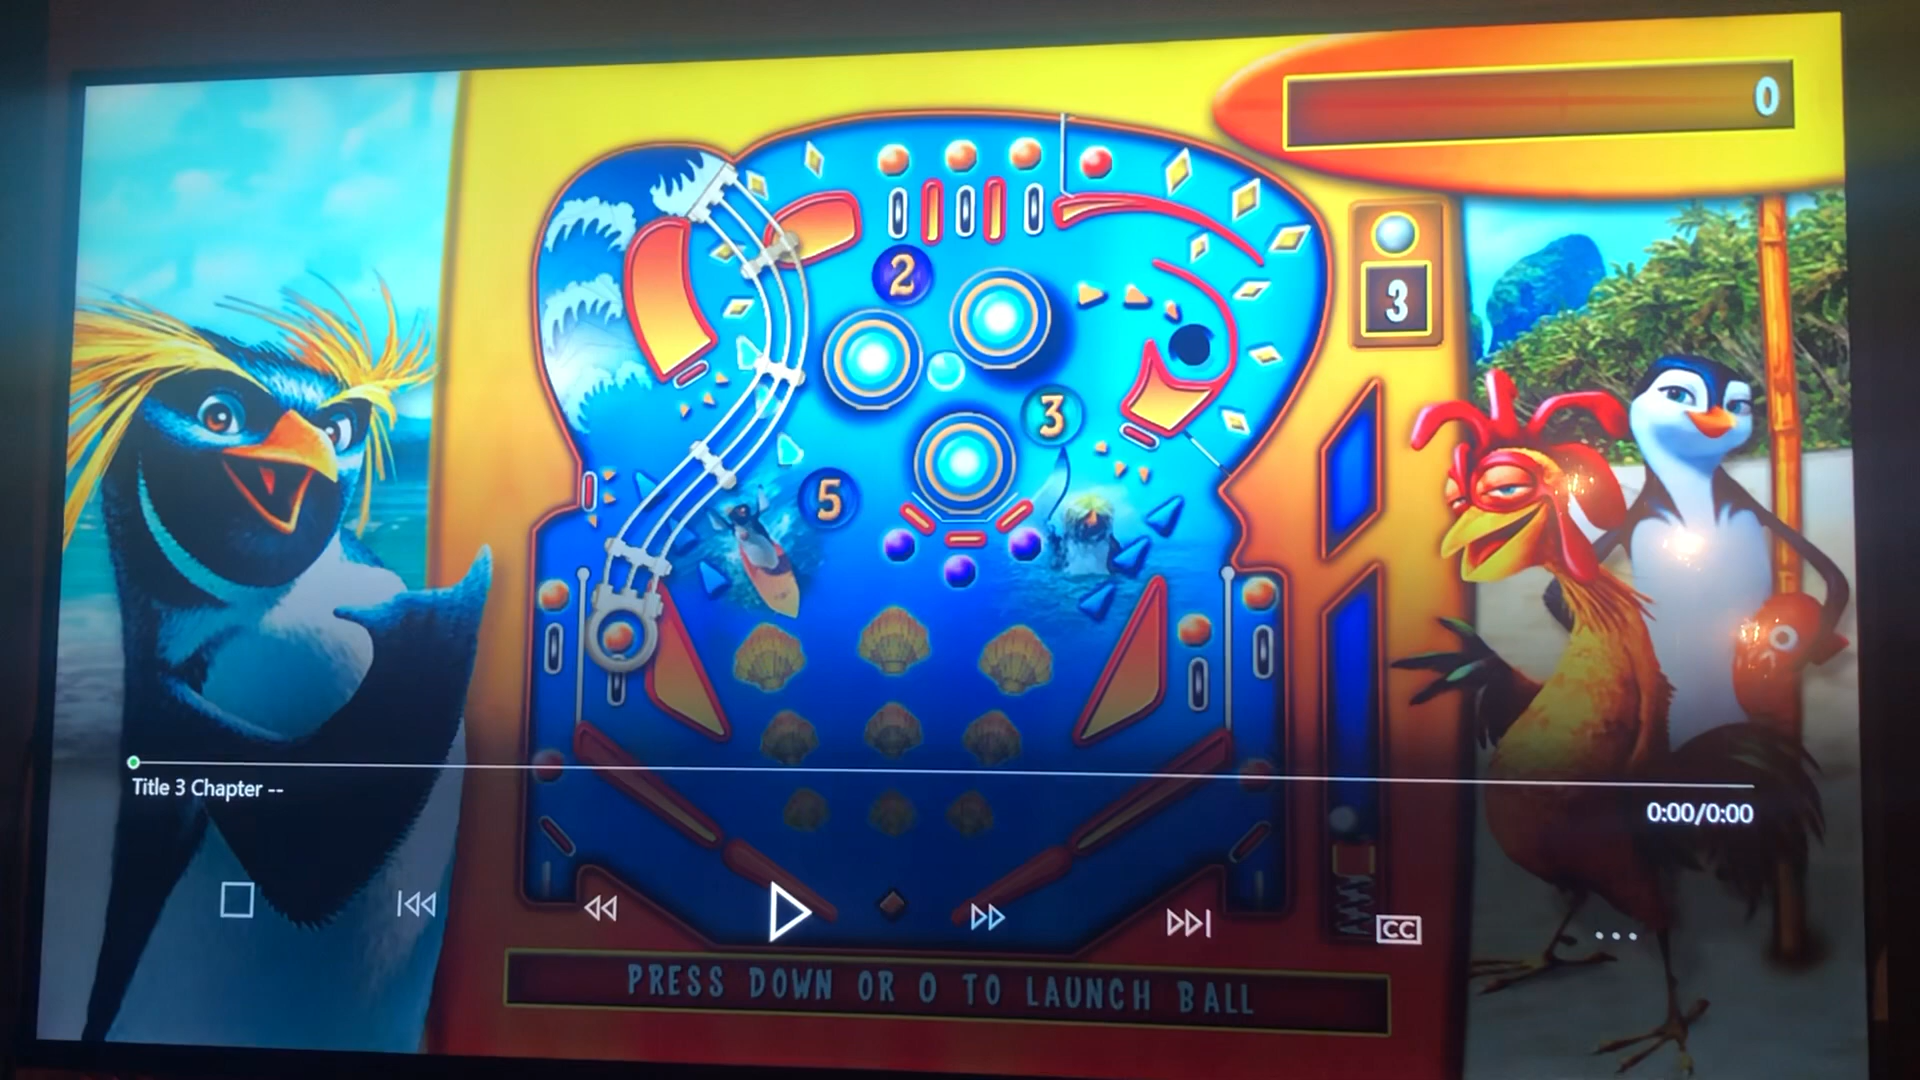 0
2
3
3
5
Title 3 Chapter --
0:00/0:00
CC
PRESS DOWN OR 0 TO LAUNCH BALL